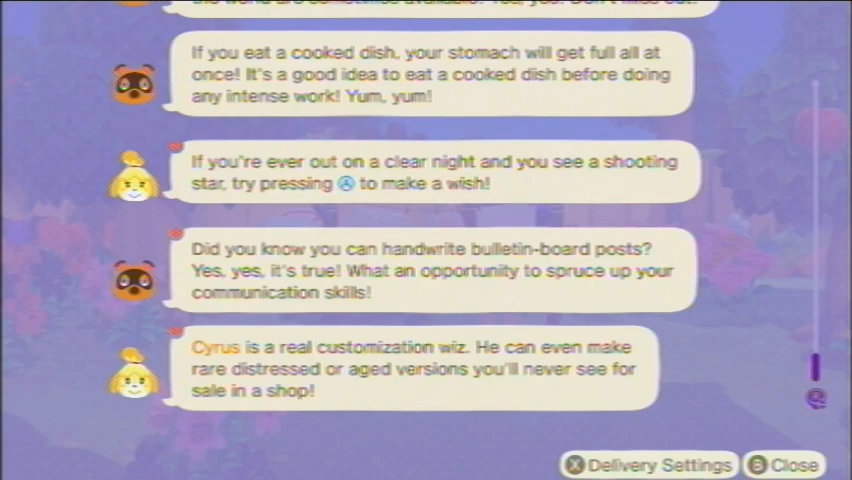 If you eat a cooked dish, your stomach will get full all at
once! It's a good idea to eat a cooked dish before doing
any intense work! Yum, yum!
If you're ever out on a clear night and you see a shooting
star, try pressing Ⓐ to make a wish!
Did you know you can handwrite bulletin-board posts?
Yes, yes, it's true! What an opportunity to spruce up your
communication skills!
Cyrus is a real customization wiz. He can even make
rare distressed or aged versions you'll never see for
sale in a shop!
X Delivery Settings B Close